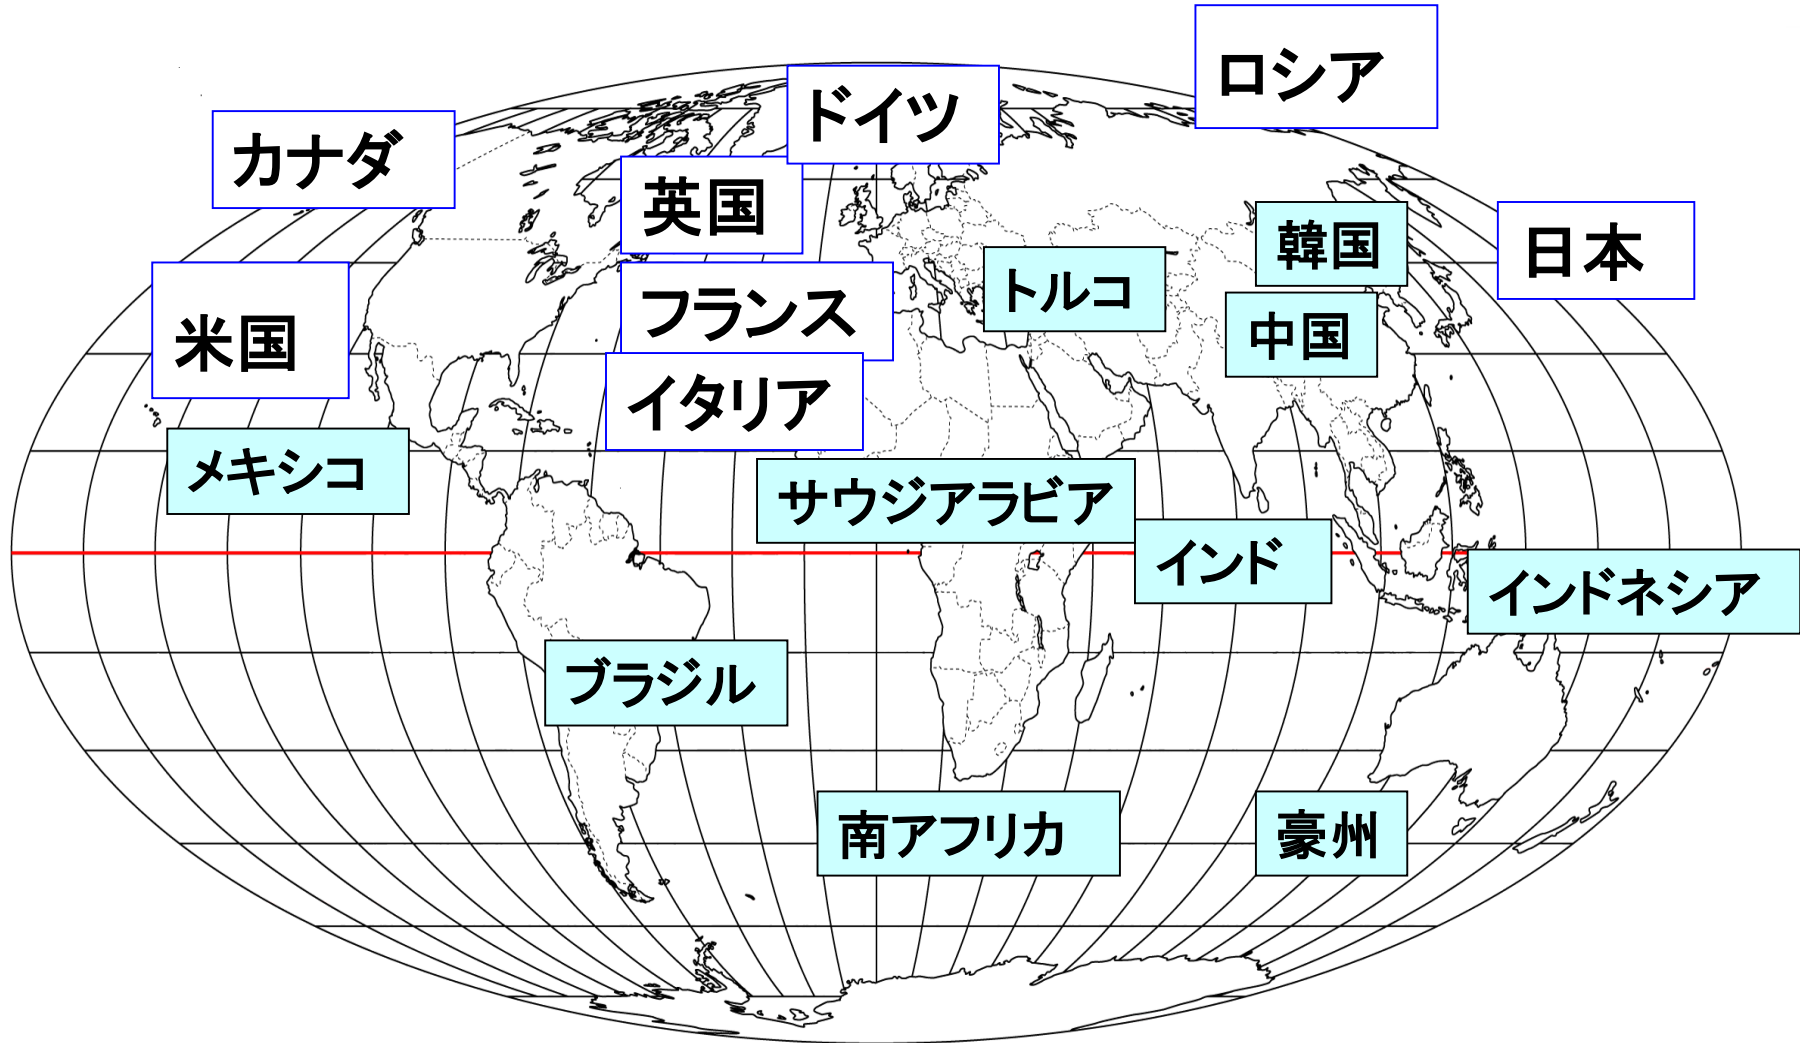 ロシア
ドイツ
カナダ
英国
韓国
日本
トルコ
フランス
米国
中国
イタリア
メキシコ
サウジアラビア
インド
インドネシア
ブラジル
南アフリカ
豪州